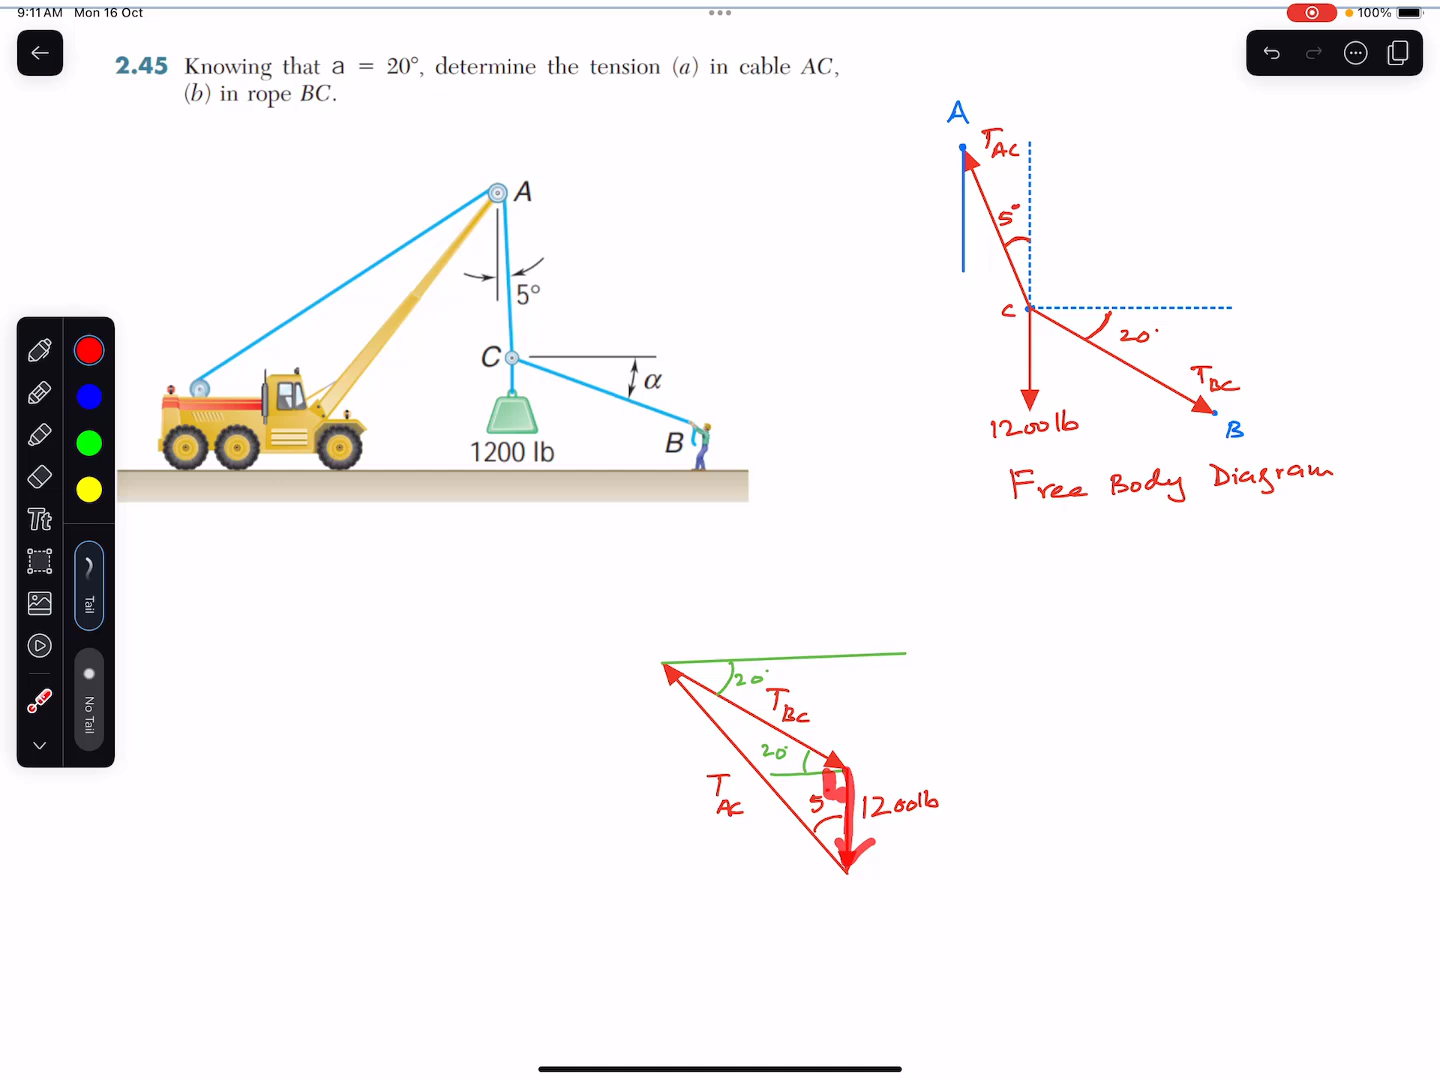 9:11 AM Mon 16 Oct
100%
2.45 Knowing that a = 20°, determine the tension (a) in cable AC,
(b) in rope BC.
A
5°
C
α
B
1200 lb
A
TAC
5°
C
20°
TBC
B
1200lb
Free Body Diagram
Tt
Tail
No Tail
20°
TBC
20°
TAC
5°
1200lb